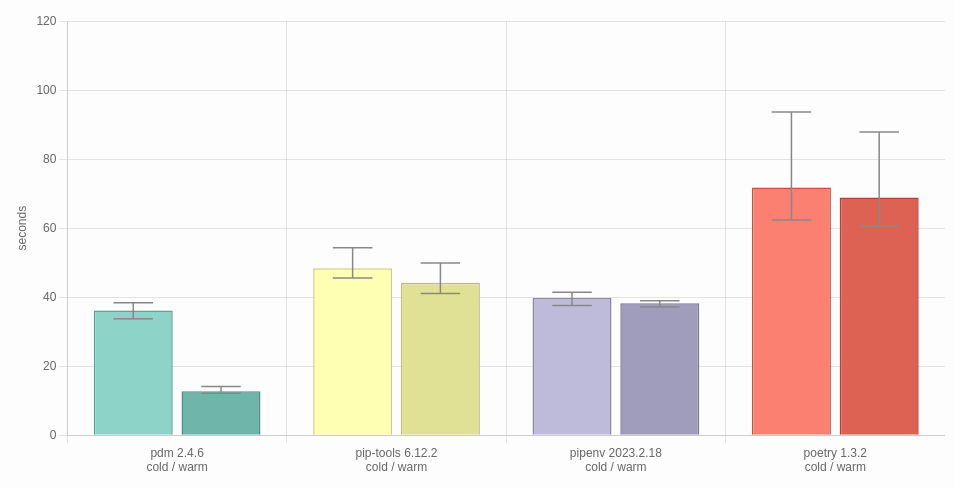 120
100
80
60
40
20
0
seconds
pdm 2.4.6
cold / warm
pip-tools 6.12.2
cold / warm
pipenv 2023.2.18
cold / warm
poetry 1.3.2
cold / warm